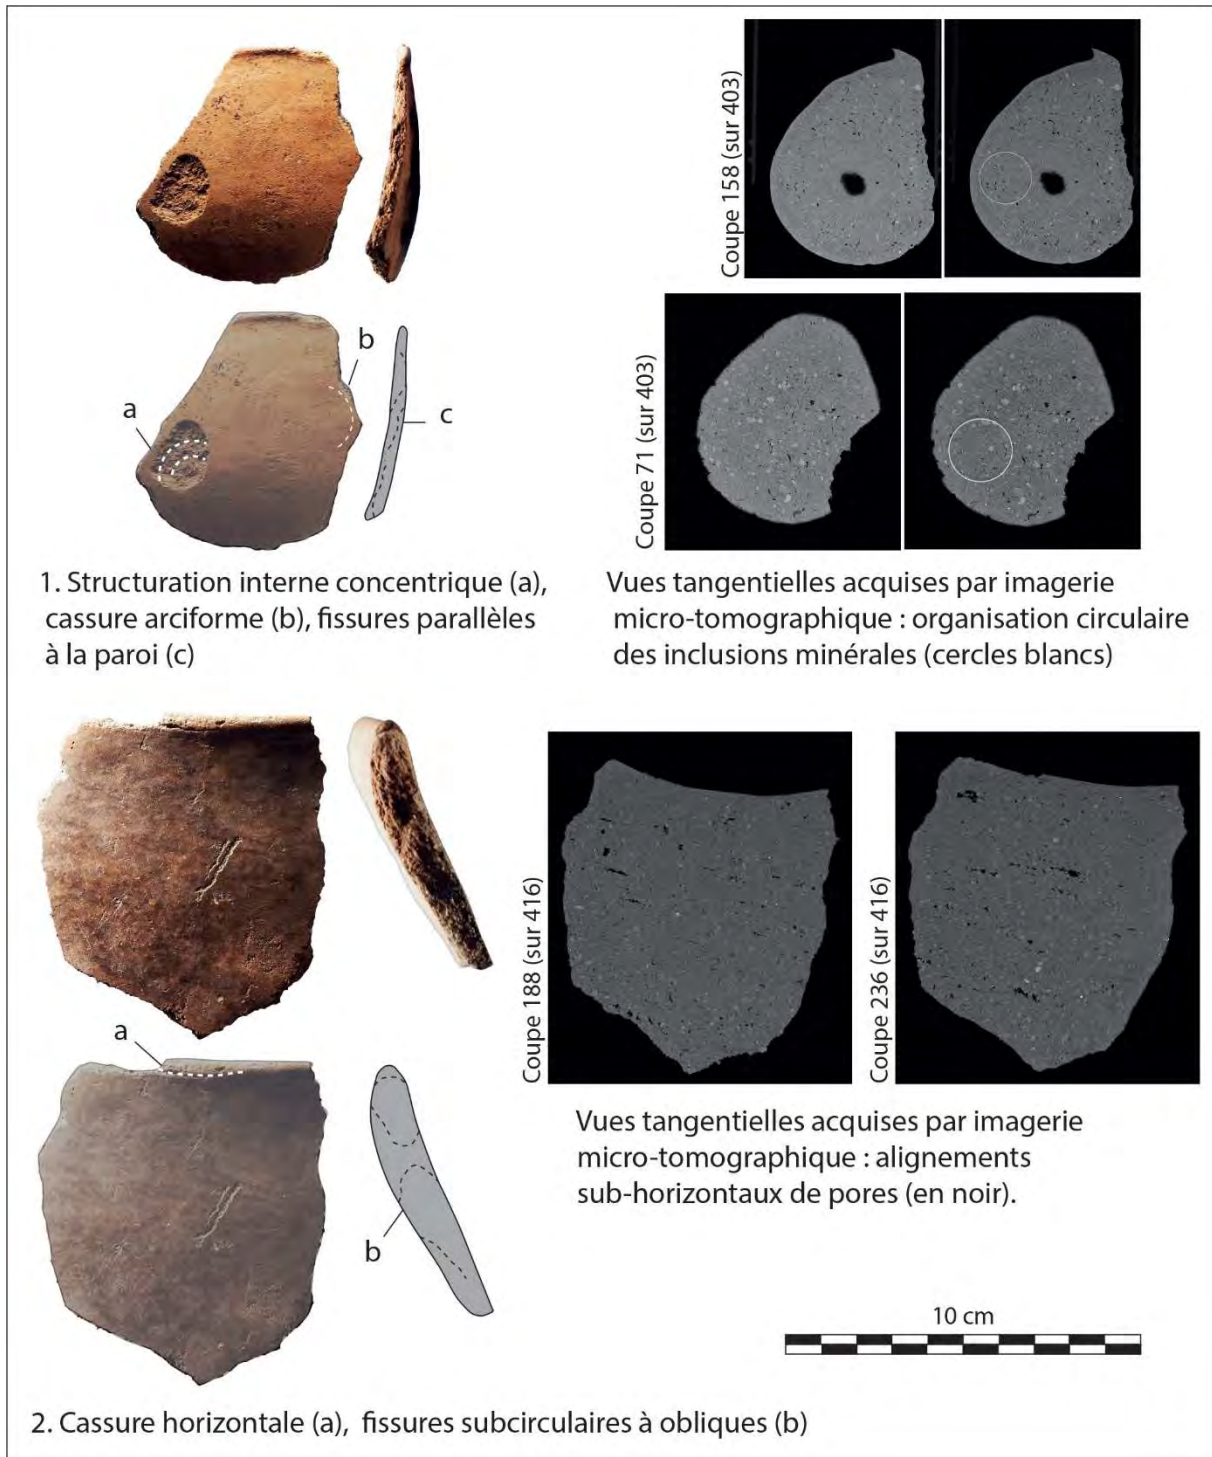 Coupe 158 (sur 403)
a
b
c
Coupe 71 (sur 403)
1. Structuration interne concentrique (a),
cassure arciforme (b), fissures parallèles
à la paroi (c)
Vues tangentielles acquises par imagerie
micro-tomographique : organisation circulaire
des inclusions minérales (cercles blancs)
Coupe 188 (sur 416)
Coupe 236 (sur 416)
a
b
Vues tangentielles acquises par imagerie
micro-tomographique : alignements
sub-horizontaux de pores (en noir).
10 cm
2. Cassure horizontale (a), fissures subcirculaires à obliques (b)